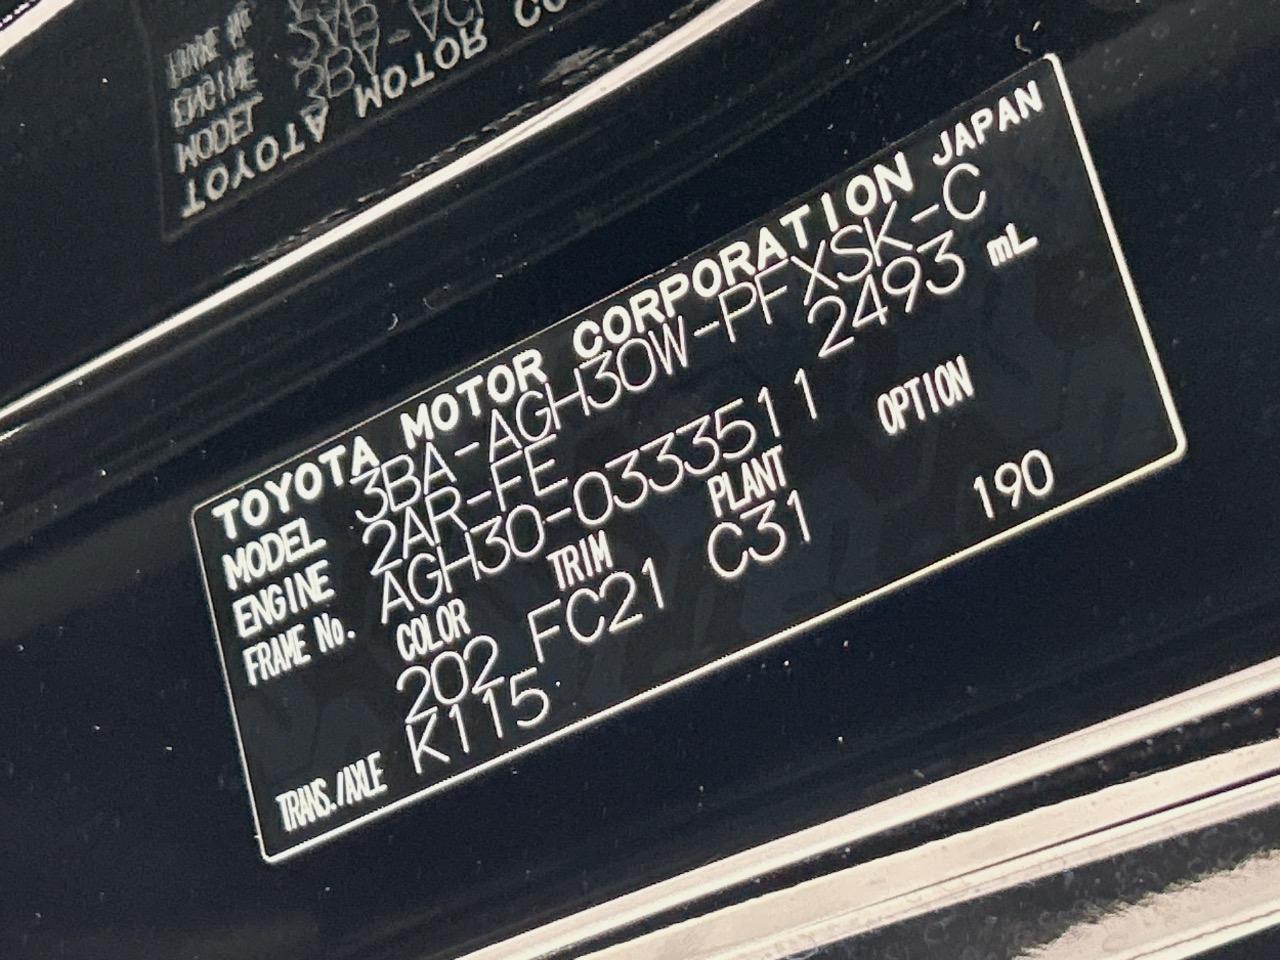 TOYOTA MOTOR CORPORATION JAPAN
MODEL 3BA-AGH30W-PFXSK-C
ENGINE 2AR-FE 2493 mL
FRAME No. AGH30-0333511
COLOR TRIM PLANT OPTION
202 FC21 C31 190
TRANS./AXLE K115